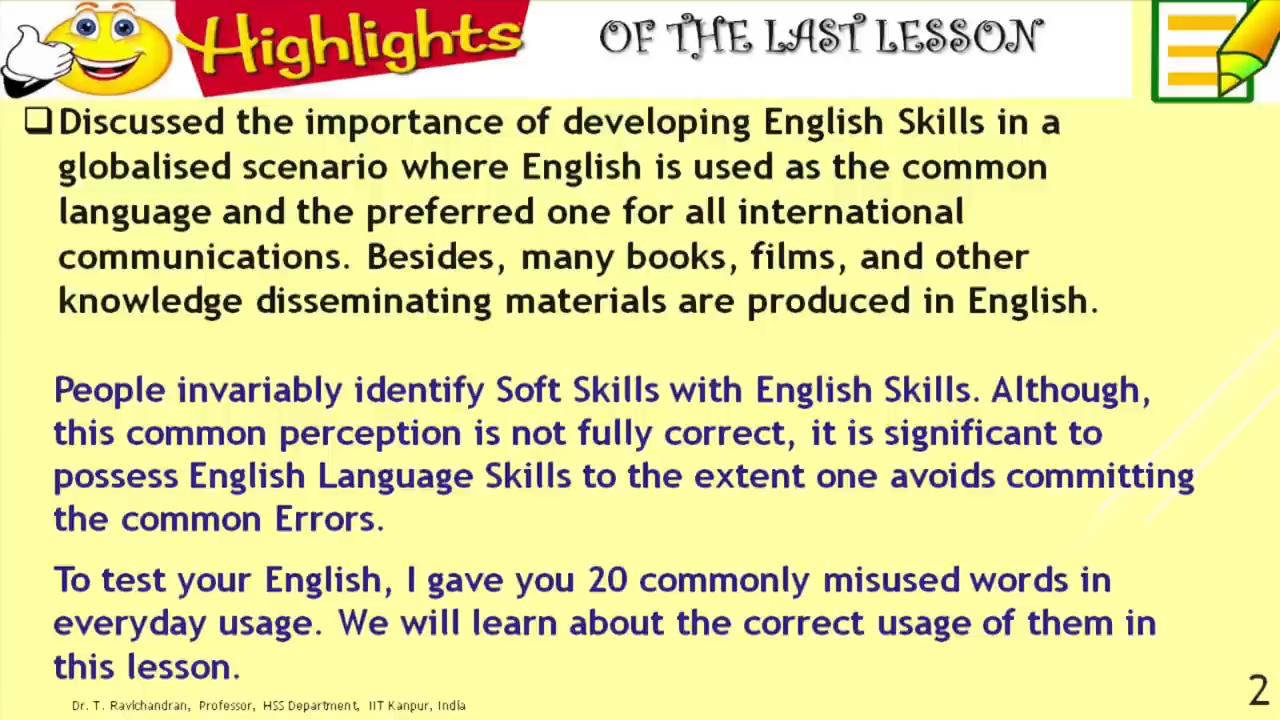 Highlights OF THE LAST LESSON
Discussed the importance of developing English Skills in a
globalised scenario where English is used as the common
language and the preferred one for all international
communications. Besides, many books, films, and other
knowledge disseminating materials are produced in English.
People invariably identify Soft Skills with English Skills. Although,
this common perception is not fully correct, it is significant to
possess English Language Skills to the extent one avoids committing
the common Errors.
To test your English, I gave you 20 commonly misused words in
everyday usage. We will learn about the correct usage of them in
this lesson.
Dr. T. Ravichandran, Professor, HSS Department, IIT Kanpur, India
2